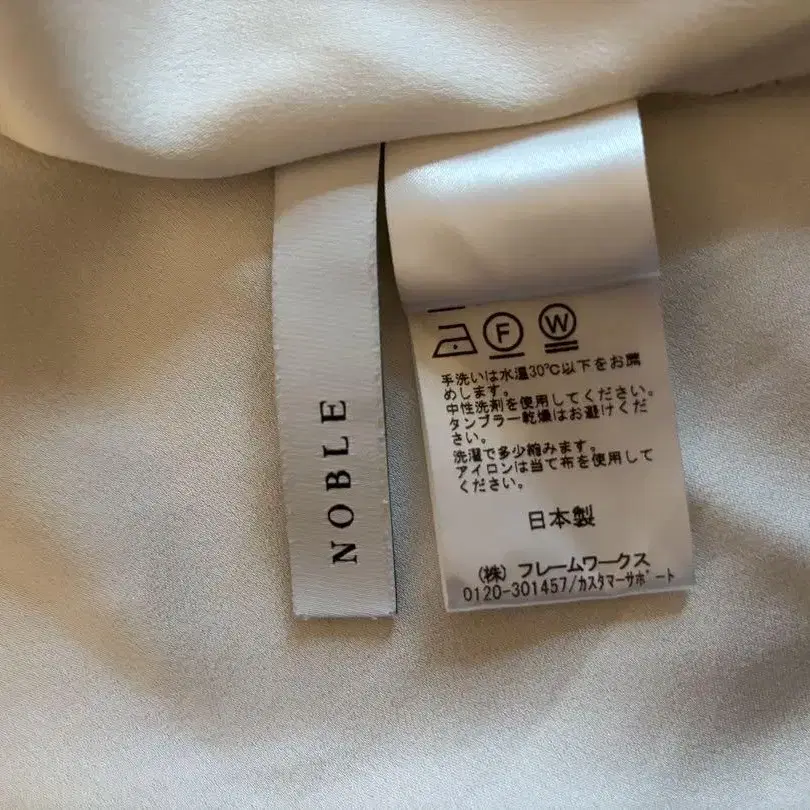 NOBLE
F W
手洗いは水温30℃以下をお薦
めします。
中性洗剤を使用してください。
タンブラー乾燥はお避けくだ
さい。
洗濯で多少縮みます。
アイロンは当て布を使用して
ください。
日本製
(株) フレームワークス
0120-301457/カスタマーサポート